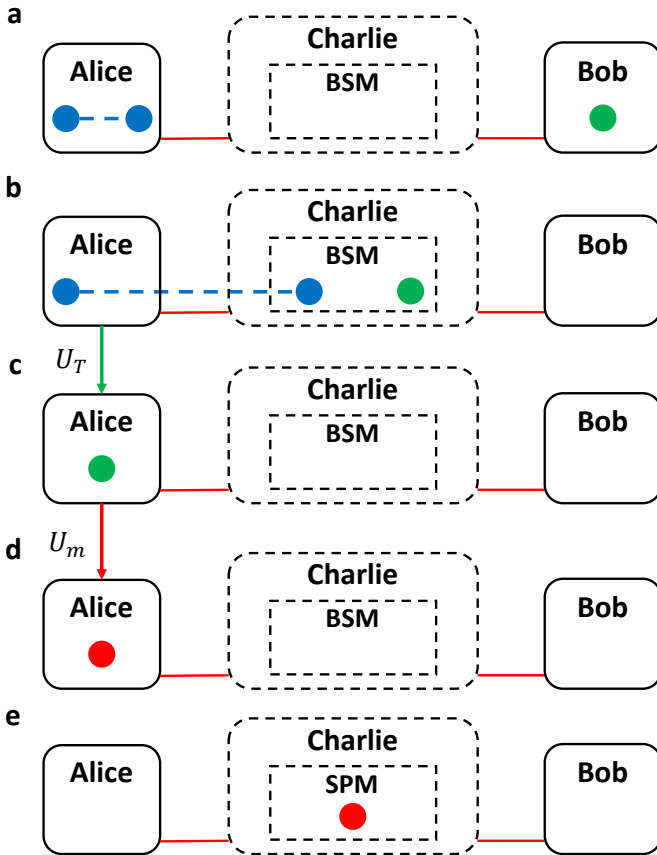 a
Alice
Charlie
BSM
Bob
b
Alice
Charlie
BSM
Bob
U_T
c
Alice
Charlie
BSM
Bob
U_m
d
Alice
Charlie
BSM
Bob
e
Alice
Charlie
SPM
Bob